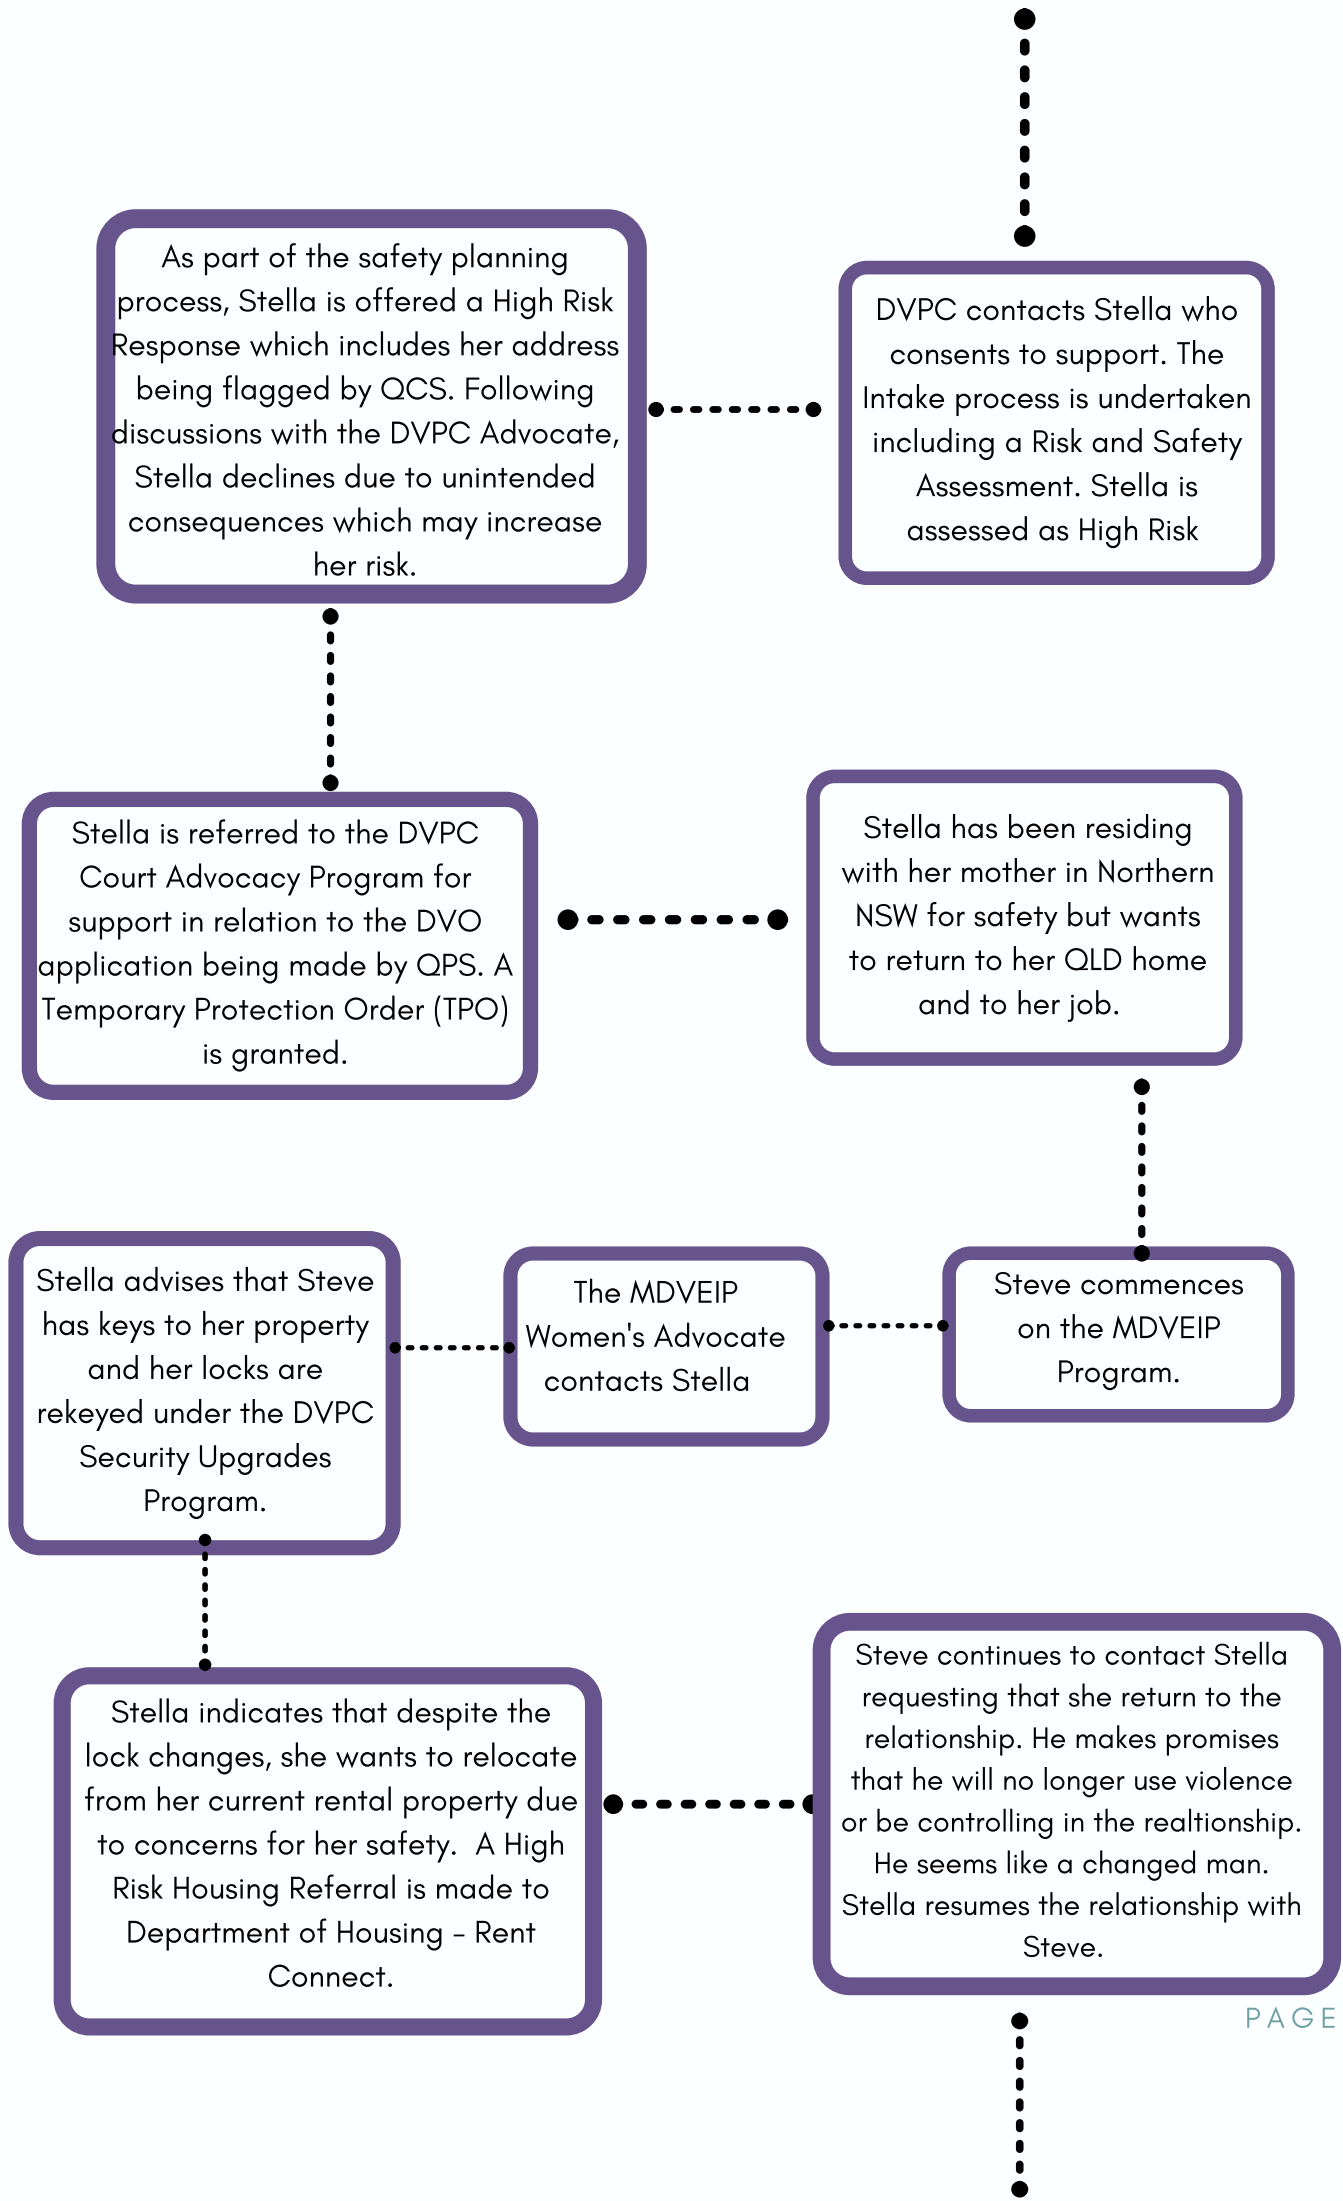 DVPC contacts Stella who
consents to support. The
Intake process is undertaken
including a Risk and Safety
Assessment. Stella is
assessed as High Risk
As part of the safety planning
process, Stella is offered a High Risk
Response which includes her address
being flagged by QCS. Following
discussions with the DVPC Advocate,
Stella declines due to unintended
consequences which may increase
her risk.
Stella is referred to the DVPC
Court Advocacy Program for
support in relation to the DVO
application being made by QPS. A
Temporary Protection Order (TPO)
is granted.
Stella has been residing
with her mother in Northern
NSW for safety but wants
to return to her QLD home
and to her job.
Steve commences
on the MDVEIP
Program.
The MDVEIP
Women's Advocate
contacts Stella
Stella advises that Steve
has keys to her property
and her locks are
rekeyed under the DVPC
Security Upgrades
Program.
Stella indicates that despite the
lock changes, she wants to relocate
from her current rental property due
to concerns for her safety.  A High
Risk Housing Referral is made to
Department of Housing - Rent
Connect.
Steve continues to contact Stella
requesting that she return to the
relationship. He makes promises
that he will no longer use violence
or be controlling in the realtionship.
He seems like a changed man.
Stella resumes the relationship with
Steve.
PAGE